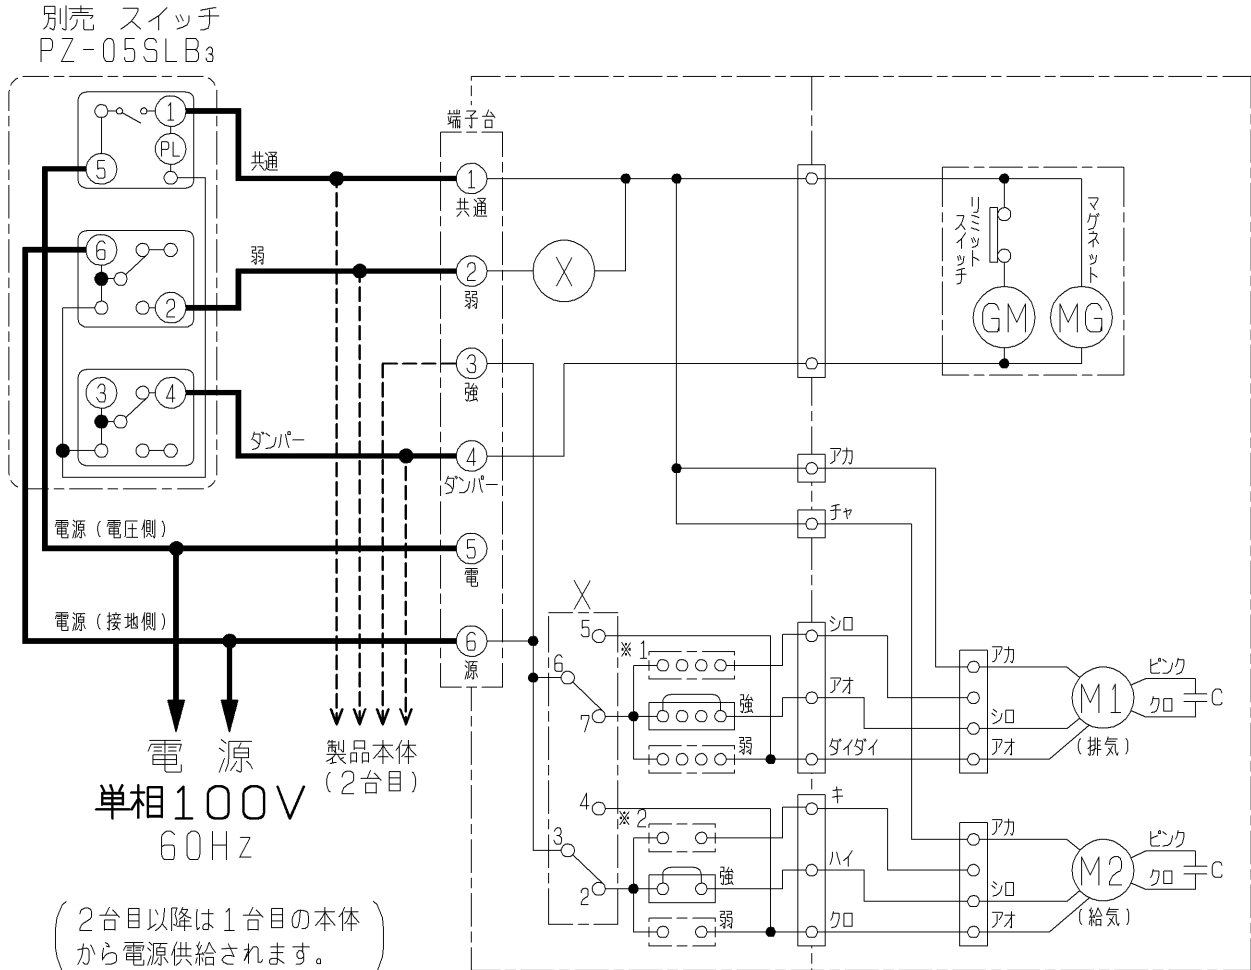 別売 スイッチ
PZ-05SLB₃
1
PL
5
共通
6
弱
2
3
4
ダンパー
電源（電圧側）
電源（接地側）
電 源
単相100V
60Hz
製品本体
(2台目)
2台目以降は1台目の本体
から電源供給されます。
端子台
1
共通
2
弱
3
強
4
ダンパー
5
電
6
源
X
X
5
6
7
4
3
2
※1
強
弱
※2
強
弱
リミット
スイッチ
マグネット
GM
MG
アカ
チャ
シロ
アオ
ダイダイ
キ
ハイ
クロ
アカ
シロ
アオ
M1
(排気)
ピンク
クロ
C
アカ
シロ
アオ
M2
(給気)
ピンク
クロ
C